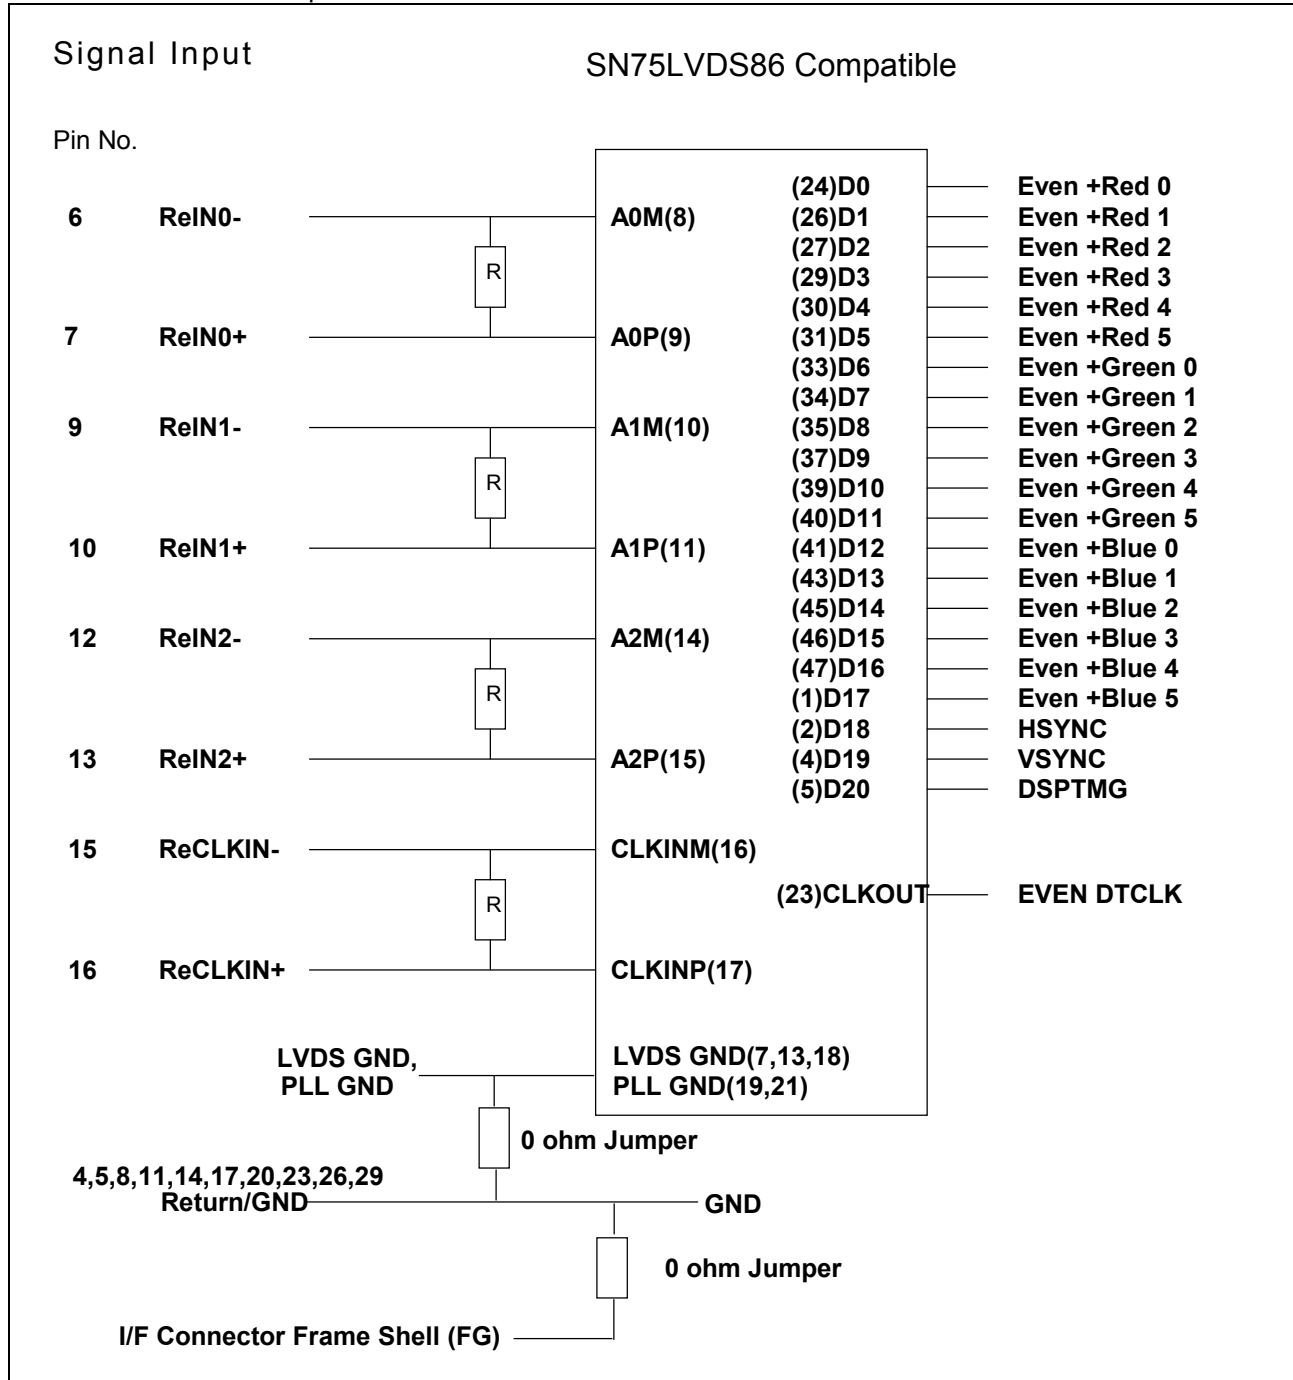 Signal Input
SN75LVDS86 Compatible
Pin No.
(24)D0 Even +Red 0
6 ReIN0- A0M(8) (26)D1 Even +Red 1
(27)D2 Even +Red 2
R (29)D3 Even +Red 3
(30)D4 Even +Red 4
7 ReIN0+ A0P(9) (31)D5 Even +Red 5
(33)D6 Even +Green 0
(34)D7 Even +Green 1
9 ReIN1- A1M(10) (35)D8 Even +Green 2
(37)D9 Even +Green 3
R (39)D10 Even +Green 4
(40)D11 Even +Green 5
10 ReIN1+ A1P(11) (41)D12 Even +Blue 0
(43)D13 Even +Blue 1
(45)D14 Even +Blue 2
12 ReIN2- A2M(14) (46)D15 Even +Blue 3
(47)D16 Even +Blue 4
R (1)D17 Even +Blue 5
(2)D18 HSYNC
13 ReIN2+ A2P(15) (4)D19 VSYNC
(5)D20 DSPTMG
15 ReCLKIN- CLKINM(16)
R (23)CLKOUT EVEN DTCLK
16 ReCLKIN+ CLKINP(17)
LVDS GND, LVDS GND(7,13,18)
PLL GND PLL GND(19,21)
0 ohm Jumper
4,5,8,11,14,17,20,23,26,29
Return/GND GND
0 ohm Jumper
I/F Connector Frame Shell (FG)